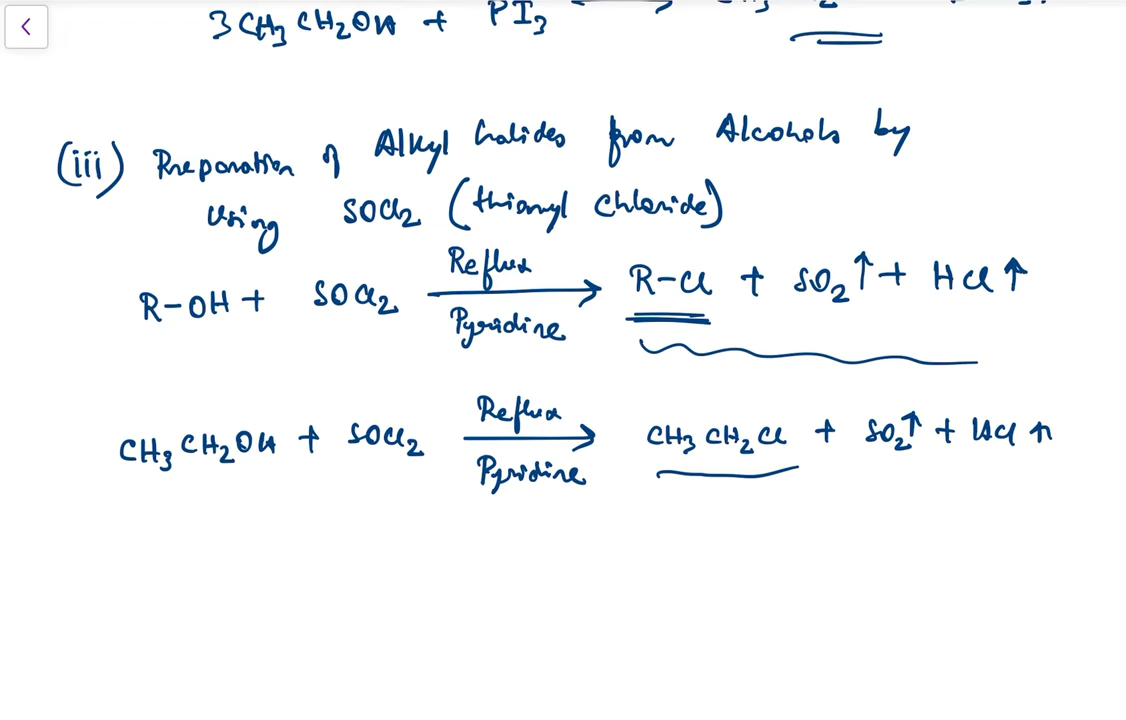 3CH₃CH₂OH + PI₃
(iii) Preparation of Alkyl halides from Alcohols by
using SOCl₂ (thionyl chloride)
Reflux
R-OH + SOCl₂ → R-Cl + SO₂↑ + HCl↑
Pyridine
Reflux
CH₃CH₂OH + SOCl₂ → CH₃CH₂Cl + SO₂↑ + HCl↑
Pyridine